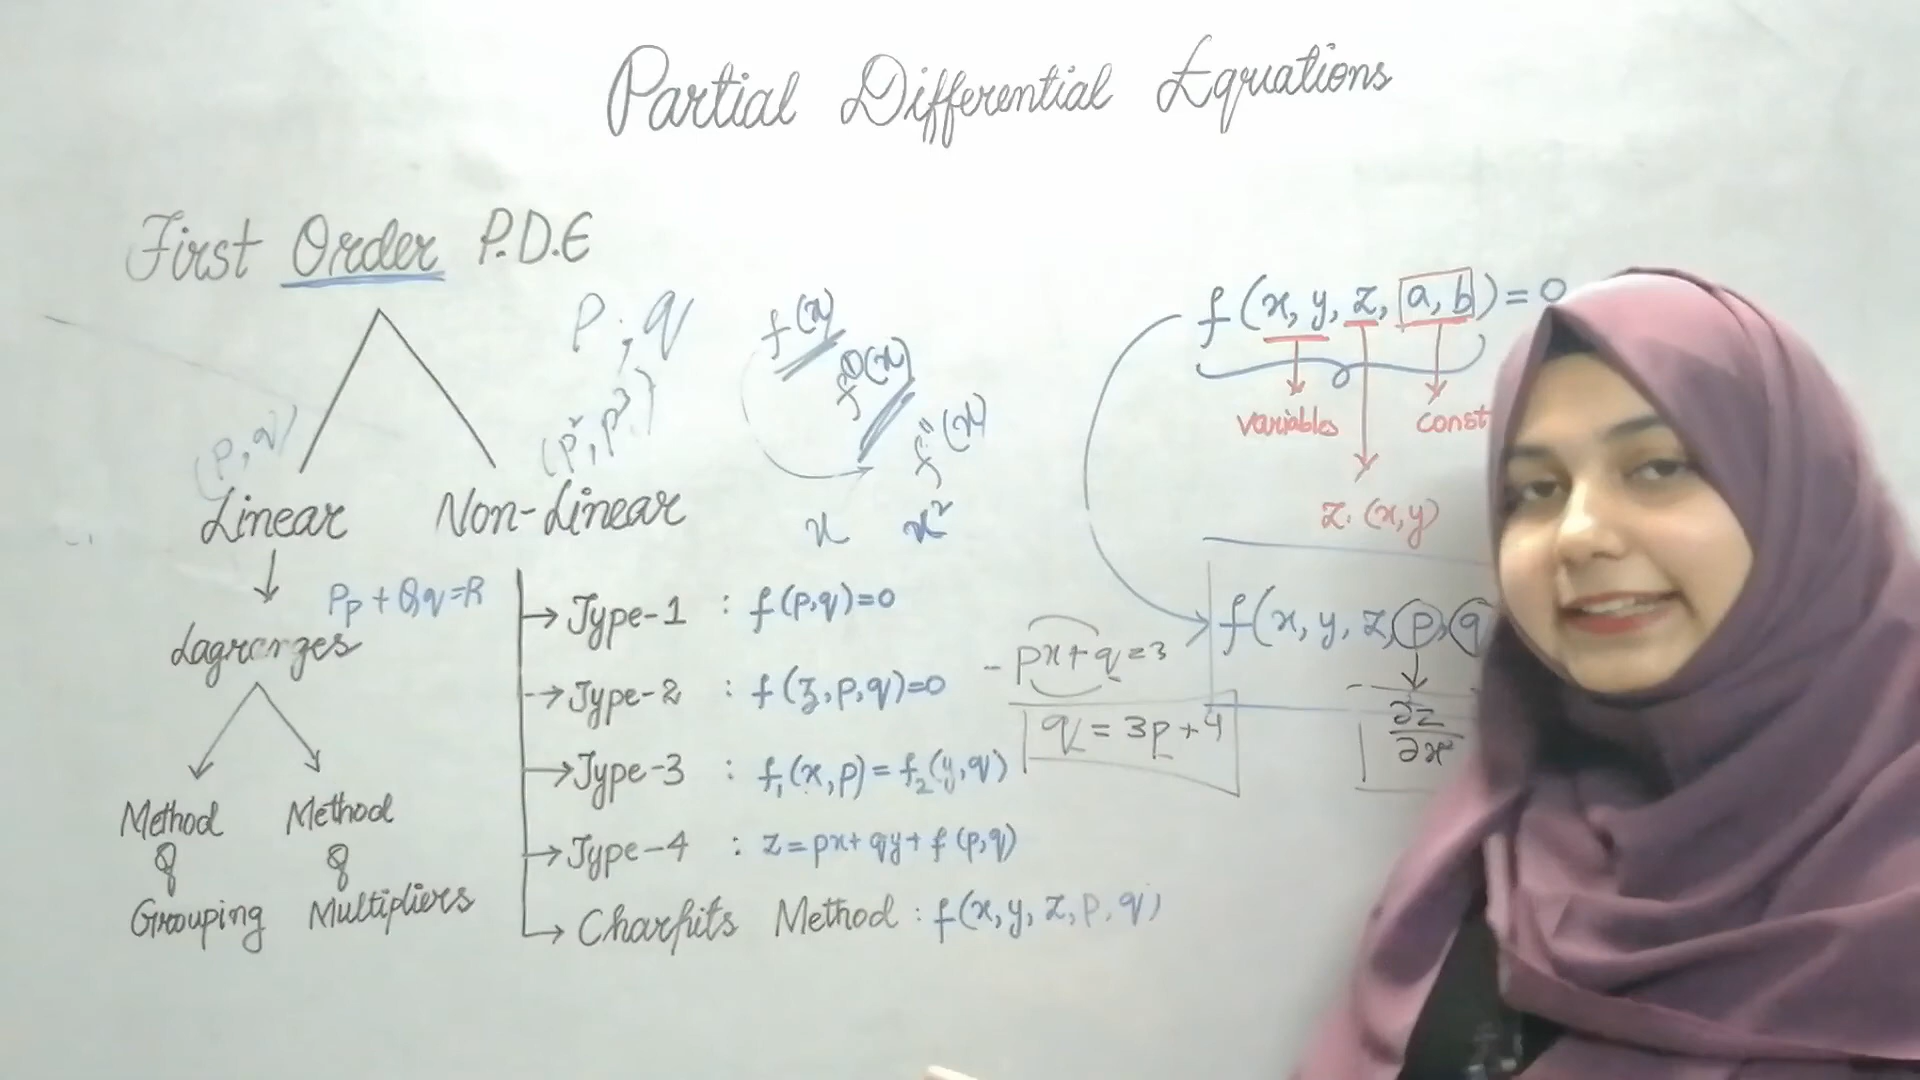 Partial Differential Equations
First Order P.D.E
P, q
(p, q)
(p², p³)
Linear
Non-Linear
Pp + Qq = R
Lagranges
Method of Grouping
Method of Multipliers
→ Type-1 : f(p,q)=0
→ Type-2 : f(z,p,q)=0
→ Type-3 : f₁(x,p) = f₂(y,q)
→ Type-4 : z = px + qy + f(p,q)
→ Charpits Method : f(x, y, z, p, q)
f(x)
f'(x)
f''(x)
x x²
px + q = 3
q = 3p + 4
f(x, y, z, a, b) = 0
variables
const
z. (x,y)
f(x, y, z, p, q
∂z/∂x